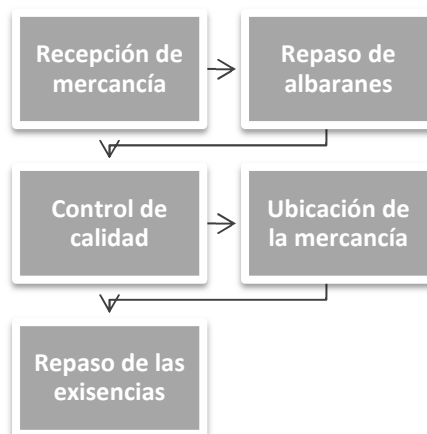 Recepción de
mercancía
Repaso de
albaranes
Control de
calidad
Ubicación de
la mercancía
Repaso de las
exisencias